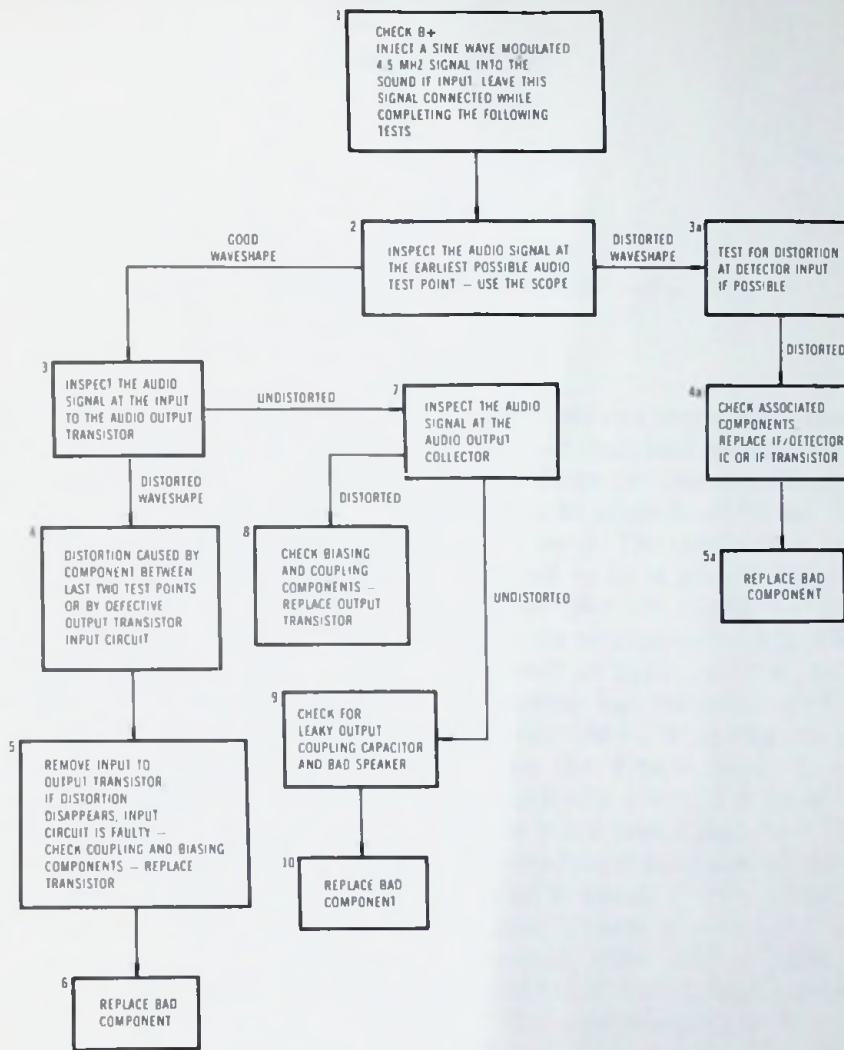 1
CHECK B+
INJECT A SINE WAVE MODULATED
4.5 MHZ SIGNAL INTO THE
SOUND IF INPUT. LEAVE THIS
SIGNAL CONNECTED WHILE
COMPLETING THE FOLLOWING
TESTS
2
INSPECT THE AUDIO SIGNAL AT
THE EARLIEST POSSIBLE AUDIO
TEST POINT — USE THE SCOPE
GOOD
WAVESHAPE
DISTORTED
WAVESHAPE
3a
TEST FOR DISTORTION
AT DETECTOR INPUT
IF POSSIBLE
DISTORTED
3
INSPECT THE AUDIO
SIGNAL AT THE INPUT
TO THE AUDIO OUTPUT
TRANSISTOR
UNDISTORTED
7
INSPECT THE AUDIO
SIGNAL AT THE
AUDIO OUTPUT
COLLECTOR
4a
CHECK ASSOCIATED
COMPONENTS.
REPLACE IF/DETECTOR
IC OR IF TRANSISTOR
DISTORTED
WAVESHAPE
DISTORTED
UNDISTORTED
4
DISTORTION CAUSED BY
COMPONENT BETWEEN
LAST TWO TEST POINTS
OR BY DEFECTIVE
OUTPUT TRANSISTOR
INPUT CIRCUIT
8
CHECK BIASING
AND COUPLING
COMPONENTS —
REPLACE OUTPUT
TRANSISTOR
5a
REPLACE BAD
COMPONENT
9
CHECK FOR
LEAKY OUTPUT
COUPLING CAPACITOR
AND BAD SPEAKER
5
REMOVE INPUT TO
OUTPUT TRANSISTOR
IF DISTORTION
DISAPPEARS, INPUT
CIRCUIT IS FAULTY —
CHECK COUPLING AND BIASING
COMPONENTS — REPLACE
TRANSISTOR
10
REPLACE BAD
COMPONENT
6
REPLACE BAD
COMPONENT